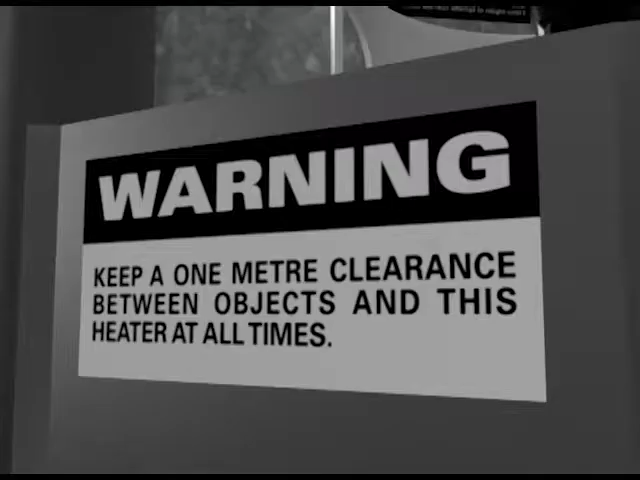 WARNING
KEEP A ONE METRE CLEARANCE
BETWEEN OBJECTS AND THIS
HEATER AT ALL TIMES.